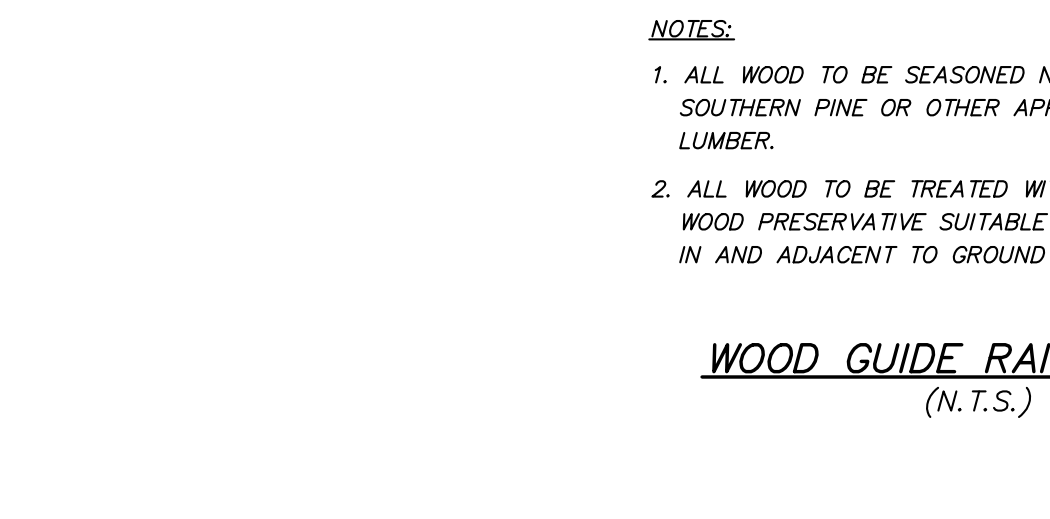 NOTES:
1. ALL WOOD TO BE SEASONED
SOUTHERN PINE OR OTHER
LUMBER.
2. ALL WOOD TO BE TREATED
WOOD PRESERVATIVE SUITABLE
IN AND ADJACENT TO GROUND
WOOD GUIDE
(N.T.S.)